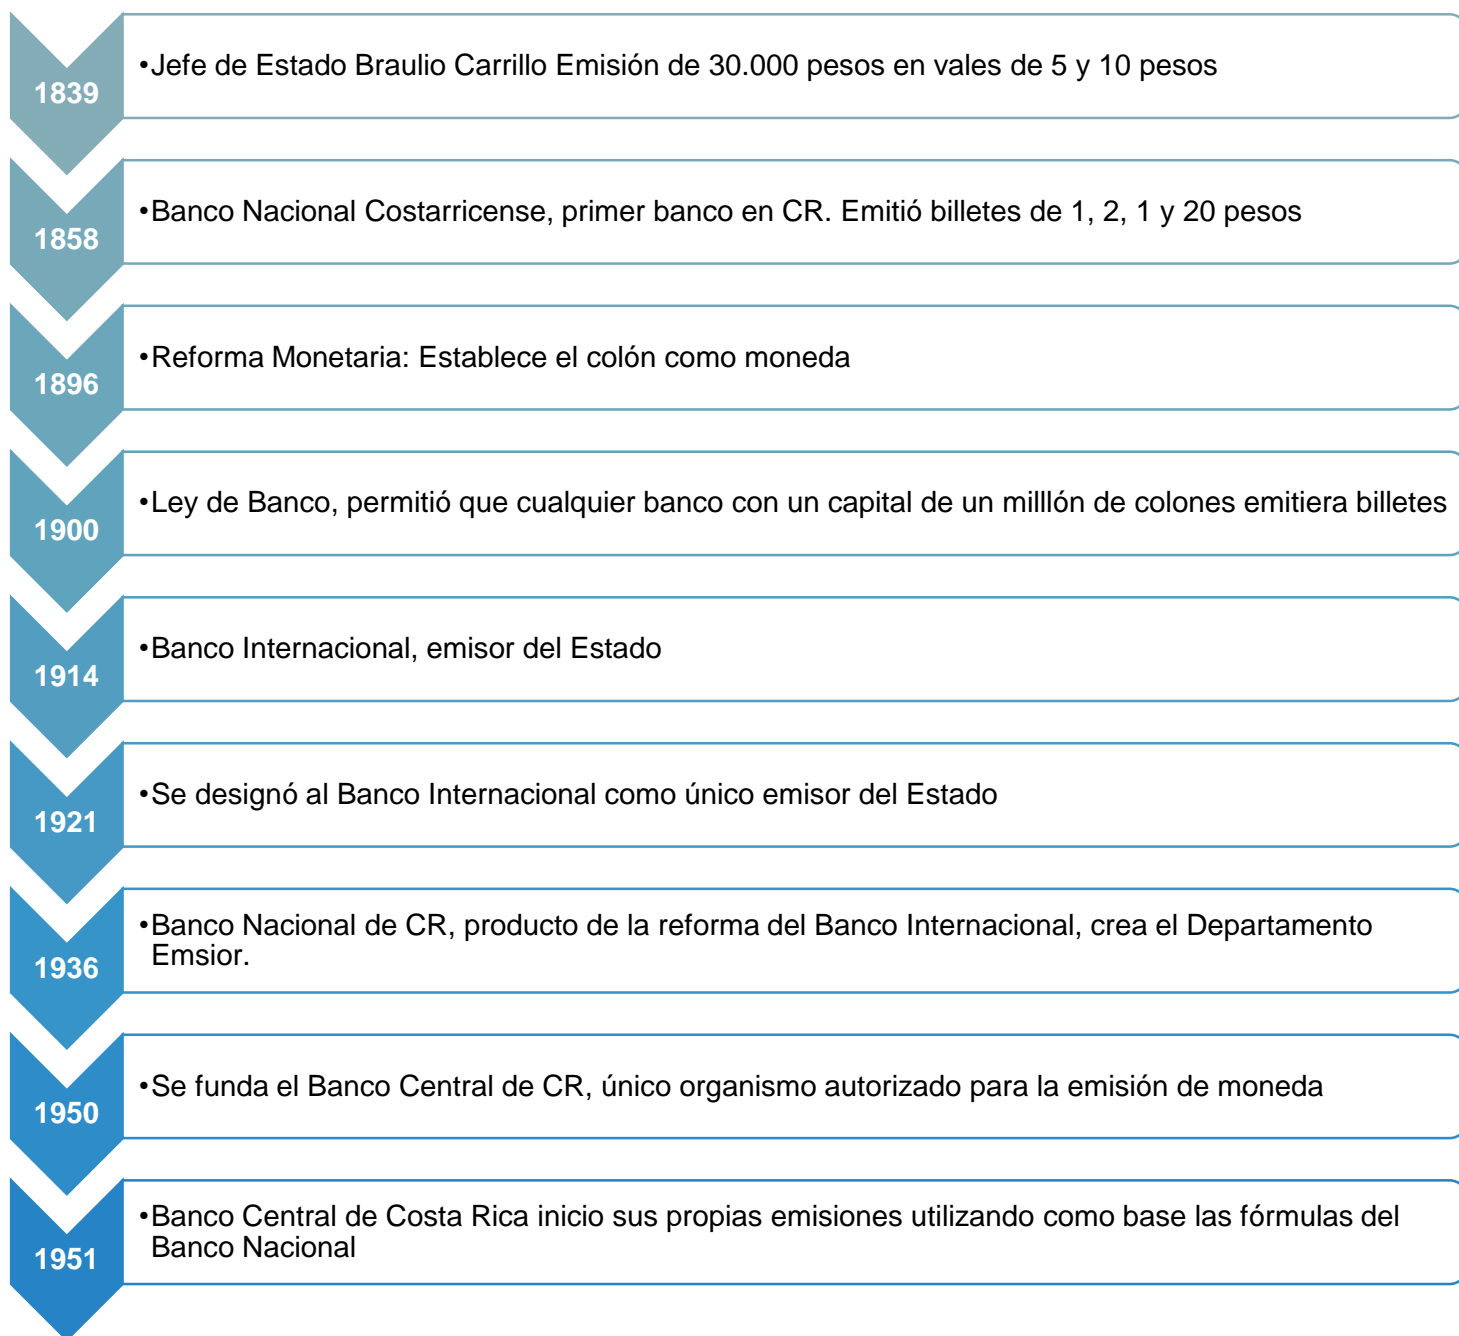 1839
•Jefe de Estado Braulio Carrillo Emisión de 30.000 pesos en vales de 5 y 10 pesos
1858
•Banco Nacional Costarricense, primer banco en CR. Emitió billetes de 1, 2, 1 y 20 pesos
1896
•Reforma Monetaria: Establece el colón como moneda
1900
•Ley de Banco, permitió que cualquier banco con un capital de un milllón de colones emitiera billetes
1914
•Banco Internacional, emisor del Estado
1921
•Se designó al Banco Internacional como único emisor del Estado
1936
•Banco Nacional de CR, producto de la reforma del Banco Internacional, crea el Departamento
Emsior.
1950
•Se funda el Banco Central de CR, único organismo autorizado para la emisión de moneda
1951
•Banco Central de Costa Rica inicio sus propias emisiones utilizando como base las fórmulas del
Banco Nacional